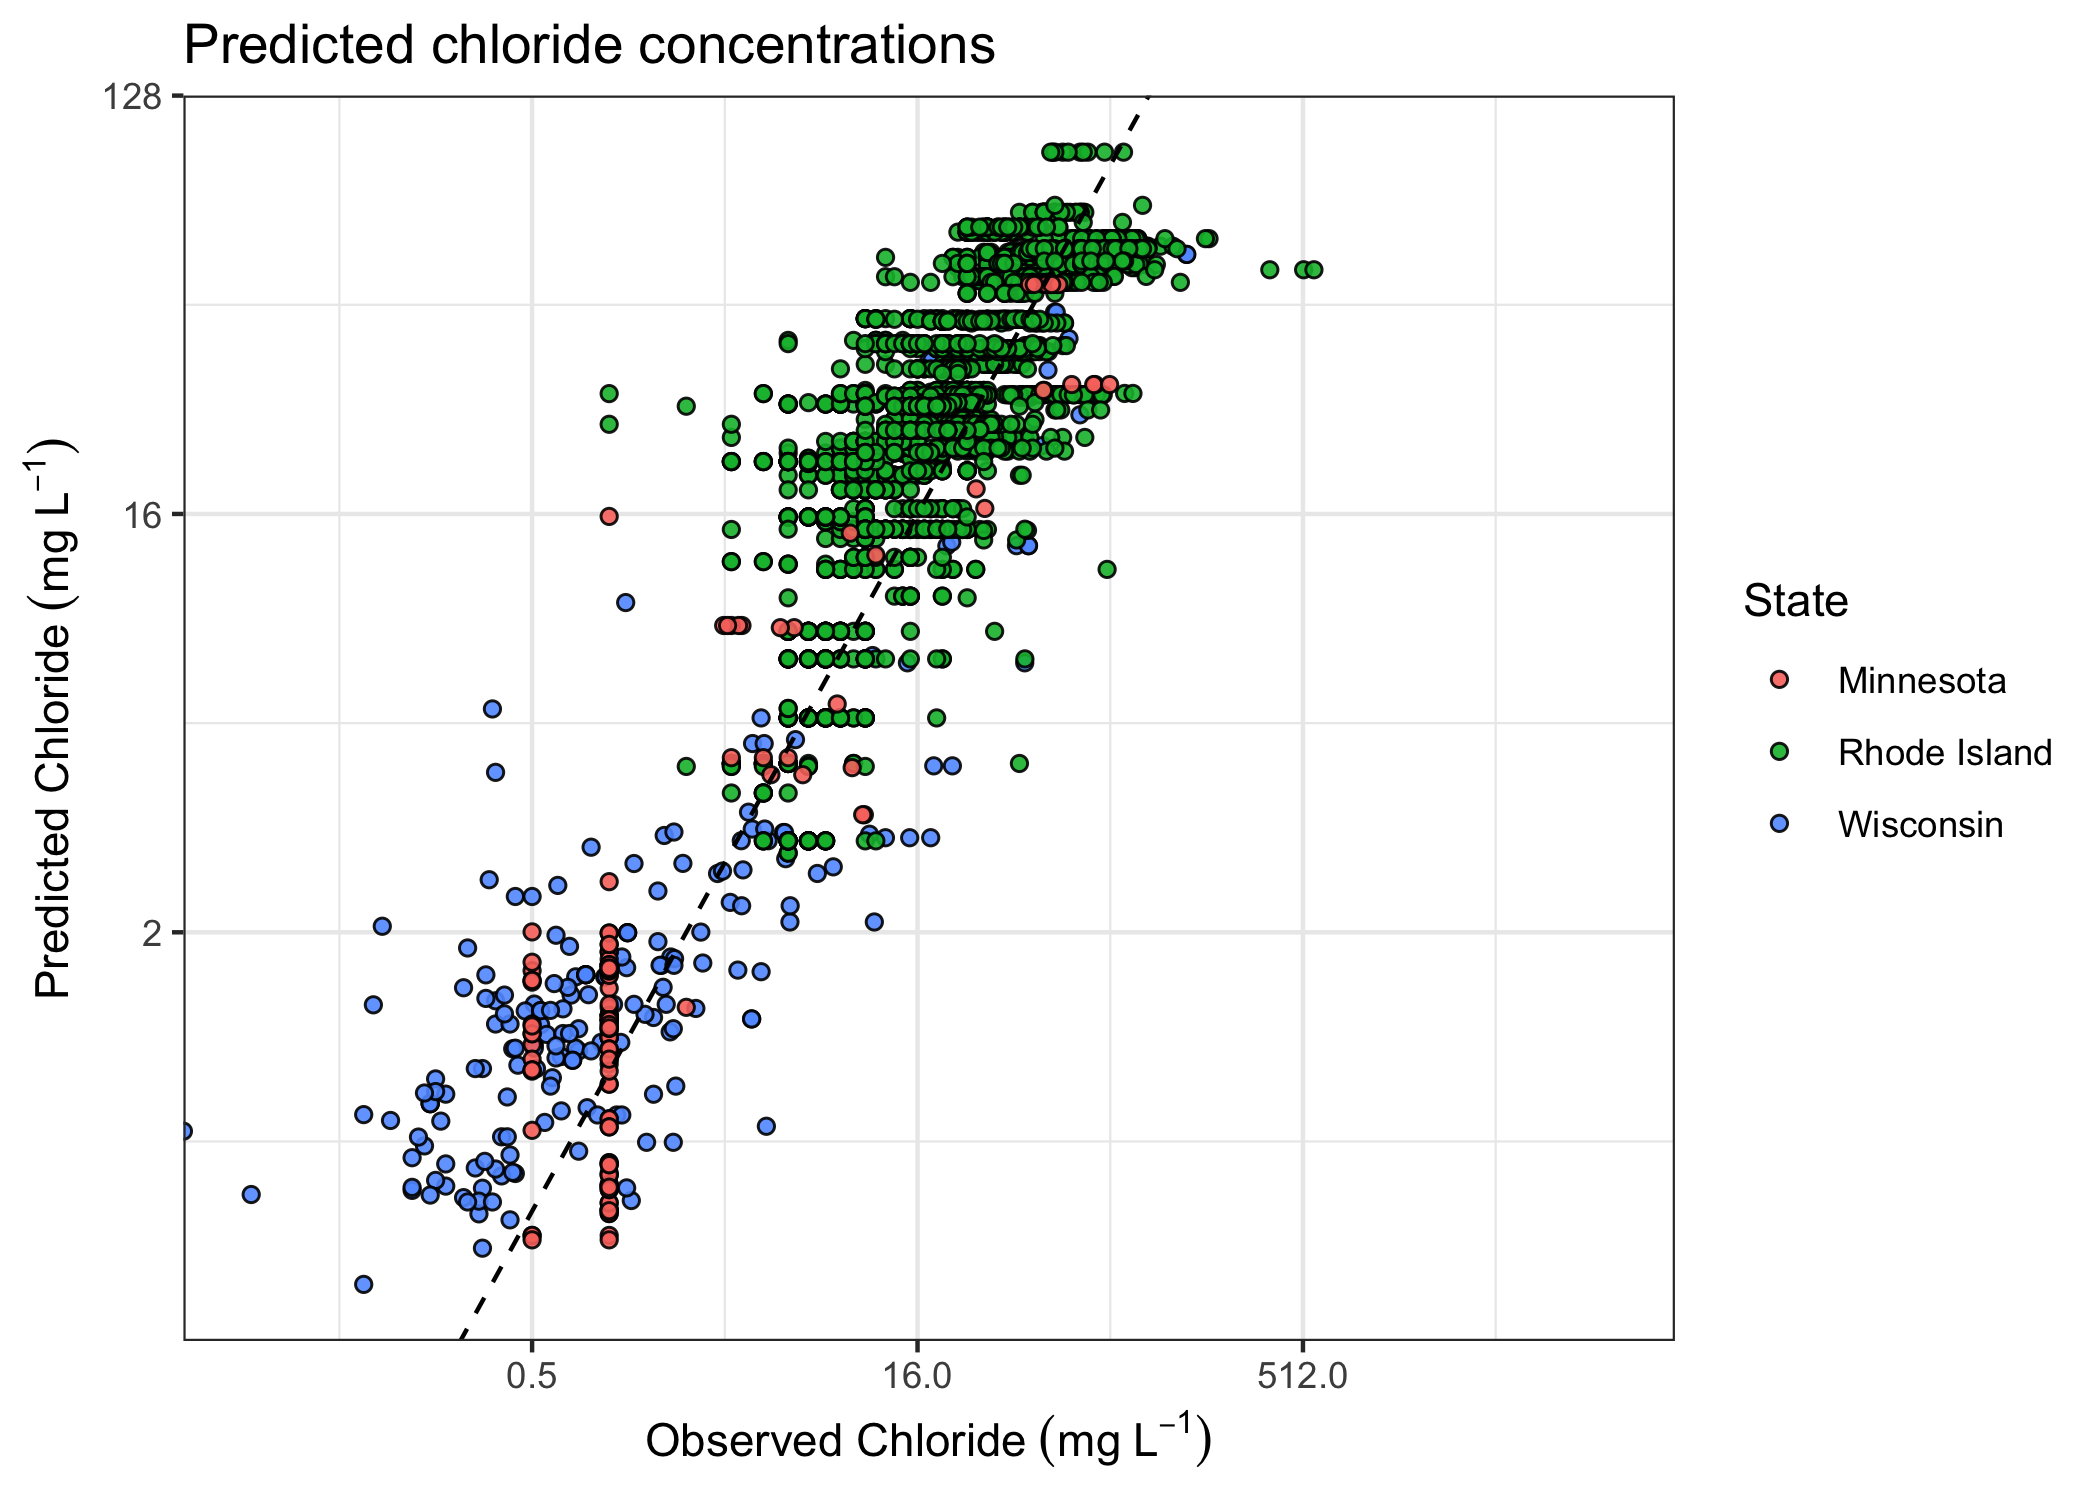 Predicted chloride concentrations
128
16
2
Predicted Chloride (mg L⁻¹)
0.5 16.0 512.0
Observed Chloride (mg L⁻¹)
State
Minnesota
Rhode Island
Wisconsin